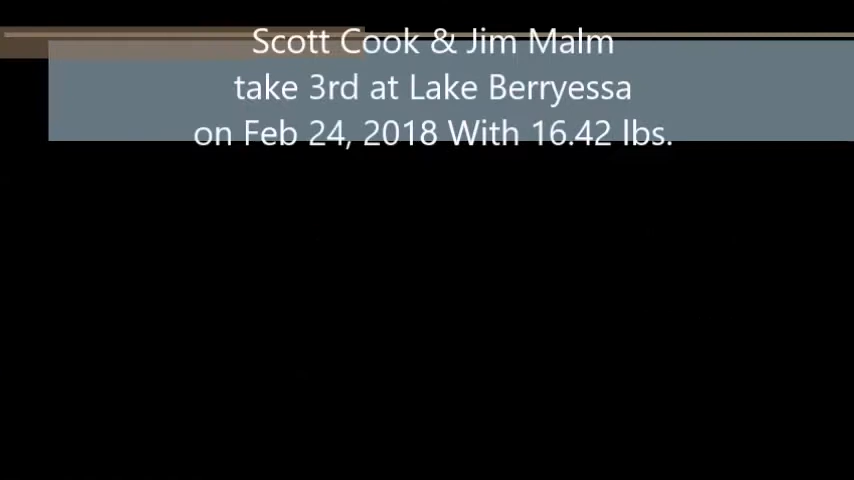 Scott Cook & Jim Malm
take 3rd at Lake Berryessa
on Feb 24, 2018 With 16.42 lbs.